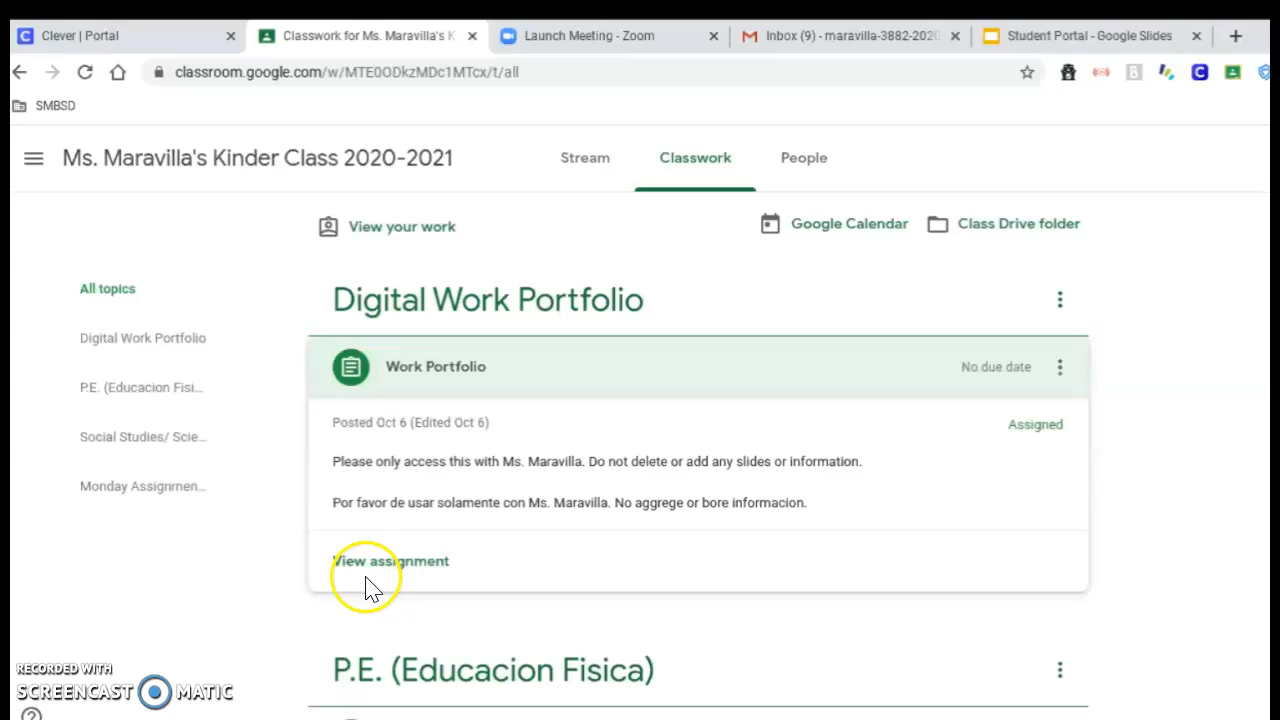 Clever | Portal
Classwork for Ms. Maravilla's K
Launch Meeting - Zoom
Inbox (9) - maravilla-3882-202
Student Portal - Google Slides
classroom.google.com/w/MTE0ODkzMDc1MTcx/t/all
SMBSD
Ms. Maravilla's Kinder Class 2020-2021
Stream
Classwork
People
View your work
Google Calendar
Class Drive folder
All topics
Digital Work Portfolio
P.E. (Educacion Fisi...
Social Studies/ Scie...
Monday Assignmen...
Digital Work Portfolio
Work Portfolio
No due date
Posted Oct 6 (Edited Oct 6)
Assigned
Please only access this with Ms. Maravilla. Do not delete or add any slides or information.
Por favor de usar solamente con Ms. Maravilla. No aggrege or bore informacion.
View assignment
P.E. (Educacion Fisica)
RECORDED WITH
SCREENCAST MATIC